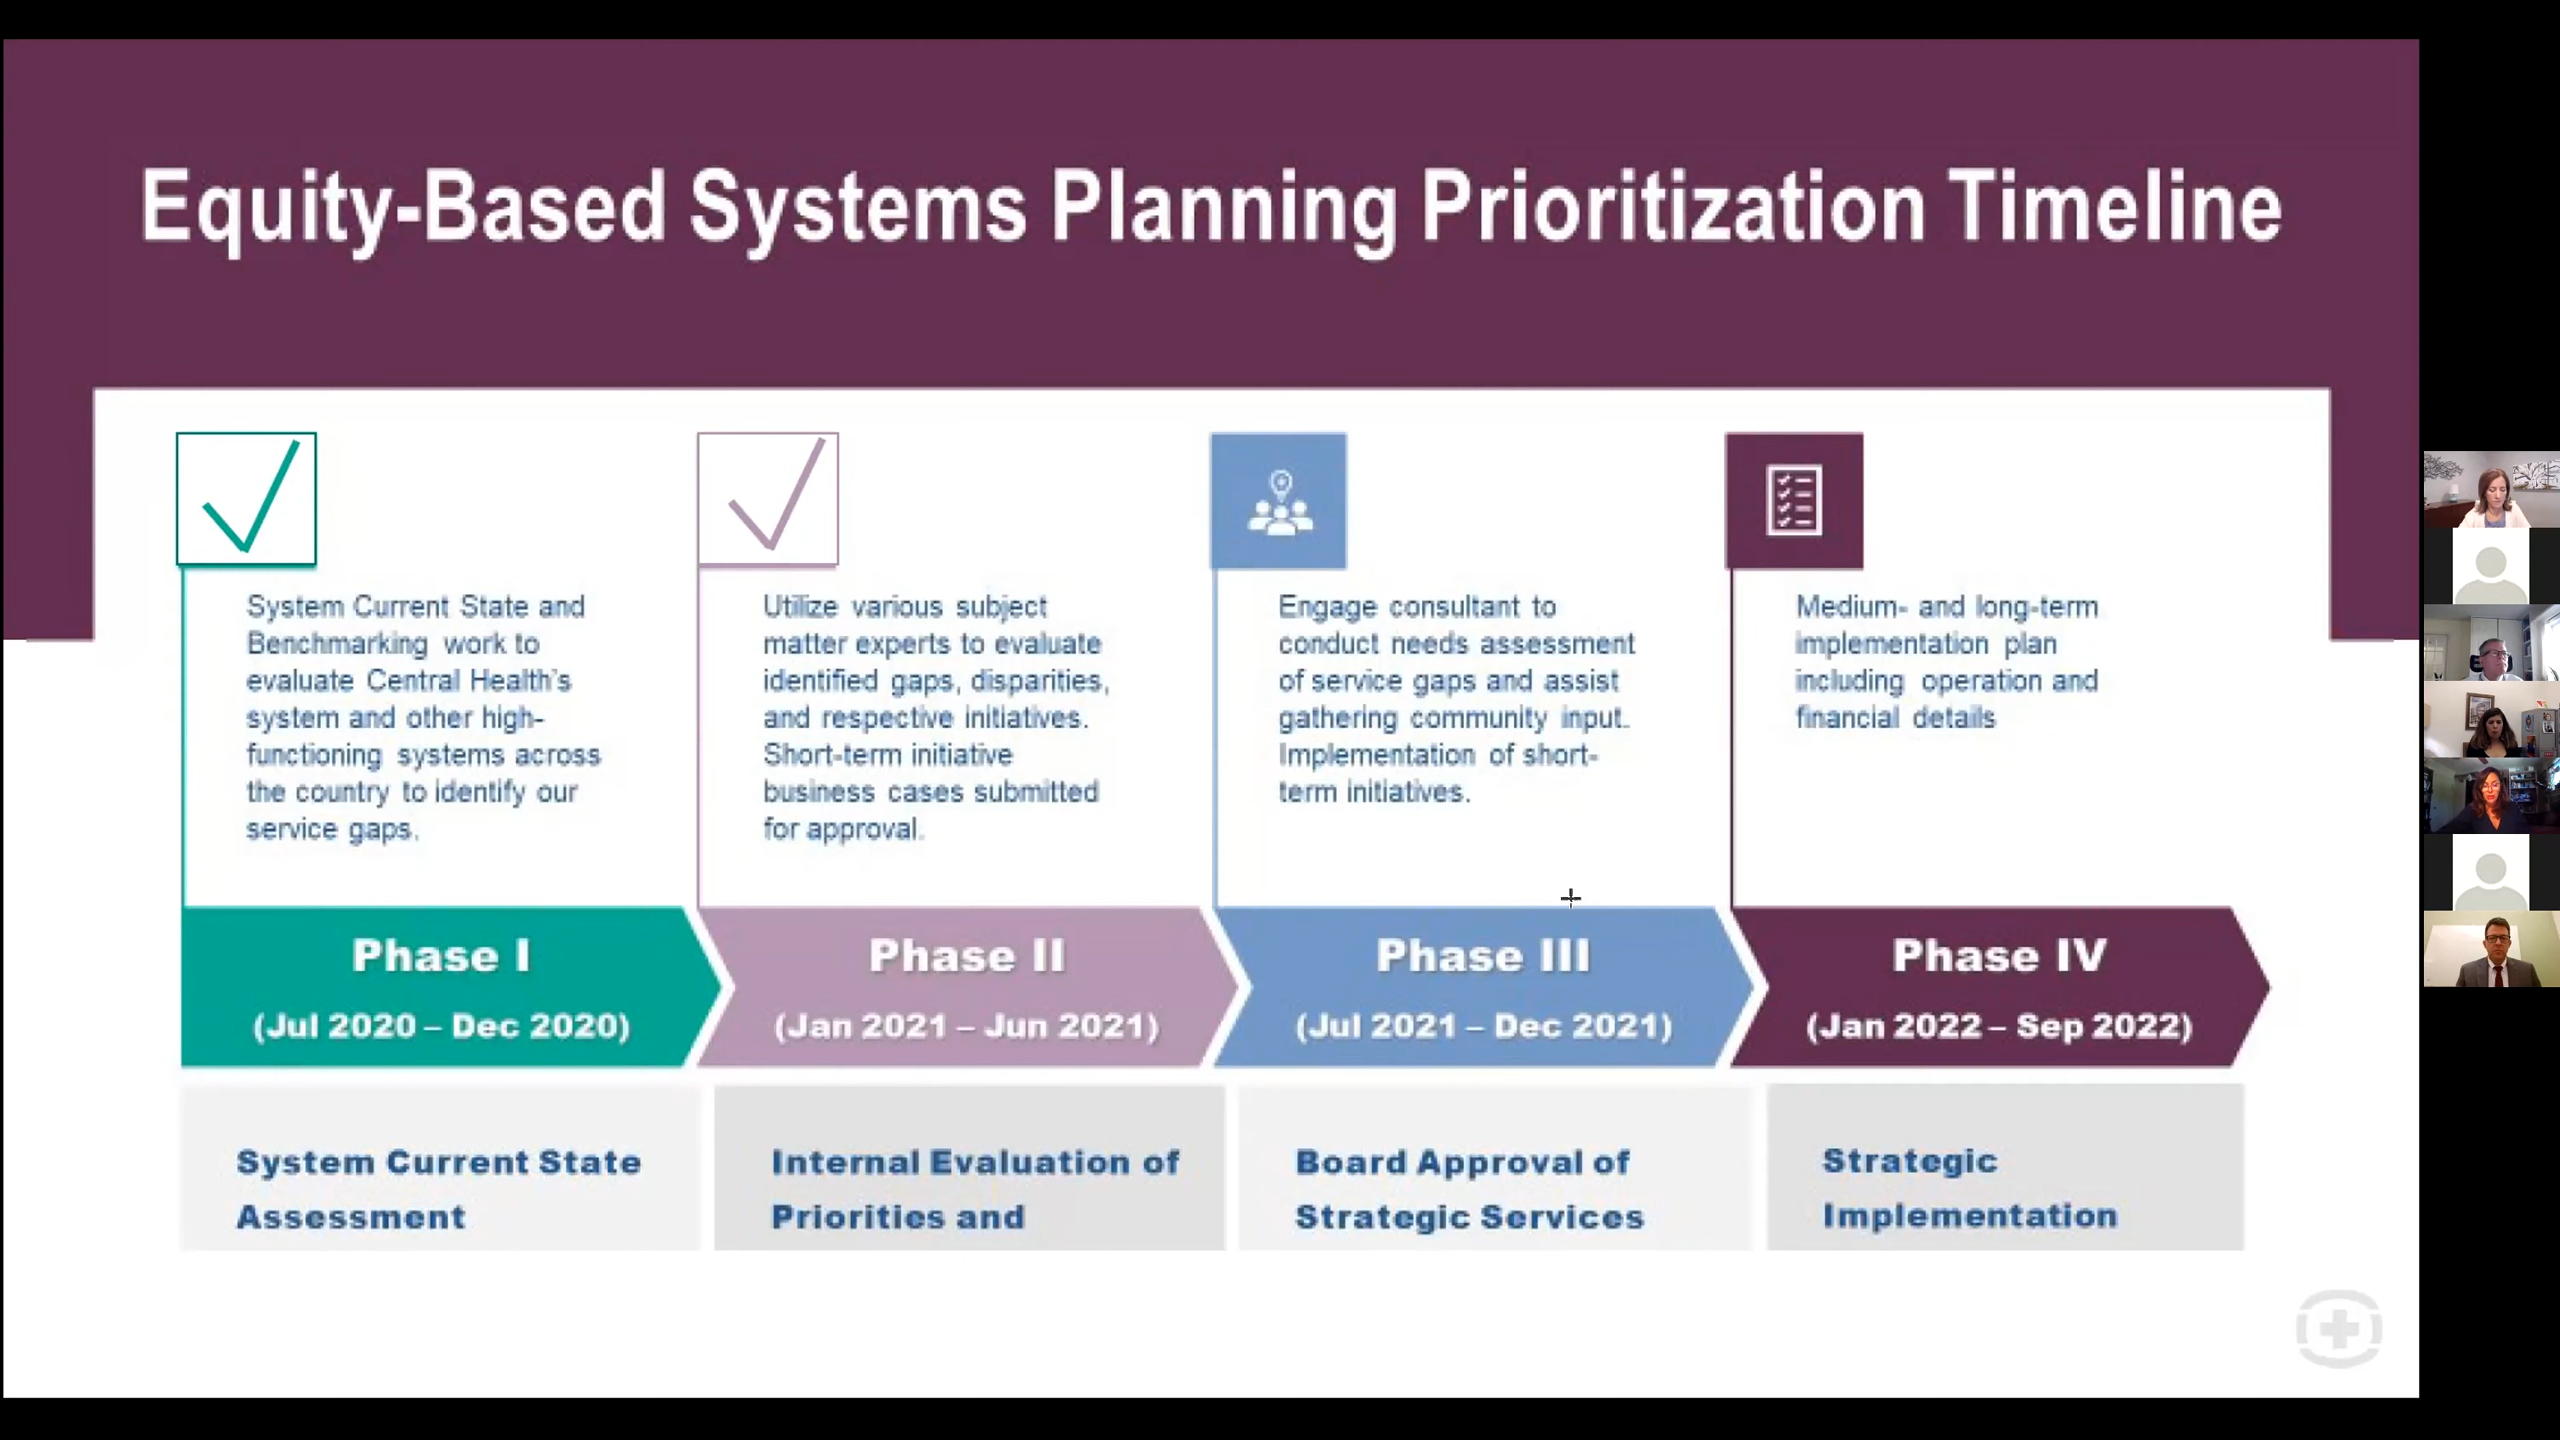 Equity-Based Systems Planning Prioritization Timeline
System Current State and
Benchmarking work to
evaluate Central Health's
system and other high-
functioning systems across
the country to identify our
service gaps.
Utilize various subject
matter experts to evaluate
identified gaps, disparities,
and respective initiatives.
Short-term initiative
business cases submitted
for approval.
Engage consultant to
conduct needs assessment
of service gaps and assist
gathering community input.
Implementation of short-
term initiatives.
Medium- and long-term
implementation plan
including operation and
financial details
Phase I
(Jul 2020 – Dec 2020)
Phase II
(Jan 2021 – Jun 2021)
Phase III
(Jul 2021 – Dec 2021)
Phase IV
(Jan 2022 – Sep 2022)
System Current State
Assessment
Internal Evaluation of
Priorities and
Board Approval of
Strategic Services
Strategic
Implementation